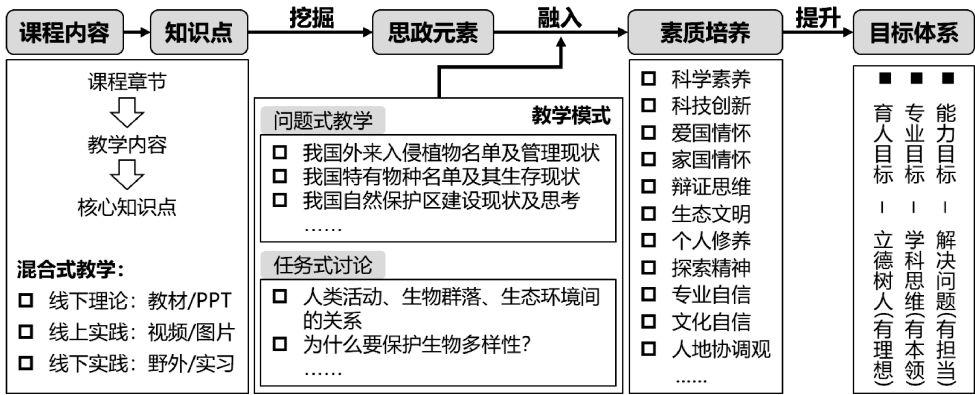 课程内容
知识点
挖掘
思政元素
融入
素质培养
提升
目标体系
课程章节
教学内容
核心知识点
混合式教学：
线下理论：教材/PPT
线上实践：视频/图片
线下实践：野外/实习
教学模式
问题式教学
我国外来入侵植物名单及管理现状
我国特有物种名单及其生存现状
我国自然保护区建设现状及思考
……
任务式讨论
人类活动、生物群落、生态环境间
的关系
为什么要保护生物多样性？
……
科学素养
科技创新
爱国情怀
家国情怀
辩证思维
生态文明
个人修养
探索精神
专业自信
文化自信
人地协调观
……
育人目标 – 立德树人(有理想)
专业目标 – 学科思维(有本领)
能力目标 – 解决问题(有担当)